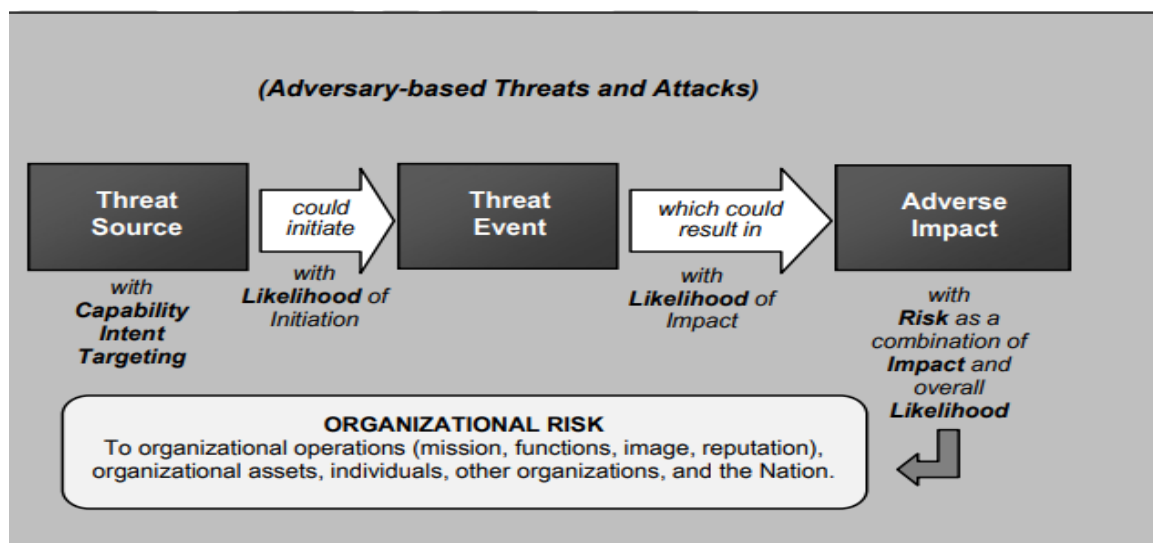 (Adversary-based Threats and Attacks)
Threat
Source
with
Capability
Intent
Targeting
could
initiate
with
Likelihood of
Initiation
Threat
Event
which could
result in
with
Likelihood of
Impact
Adverse
Impact
with
Risk as a
combination of
Impact and
overall
Likelihood
ORGANIZATIONAL RISK
To organizational operations (mission, functions, image, reputation),
organizational assets, individuals, other organizations, and the Nation.